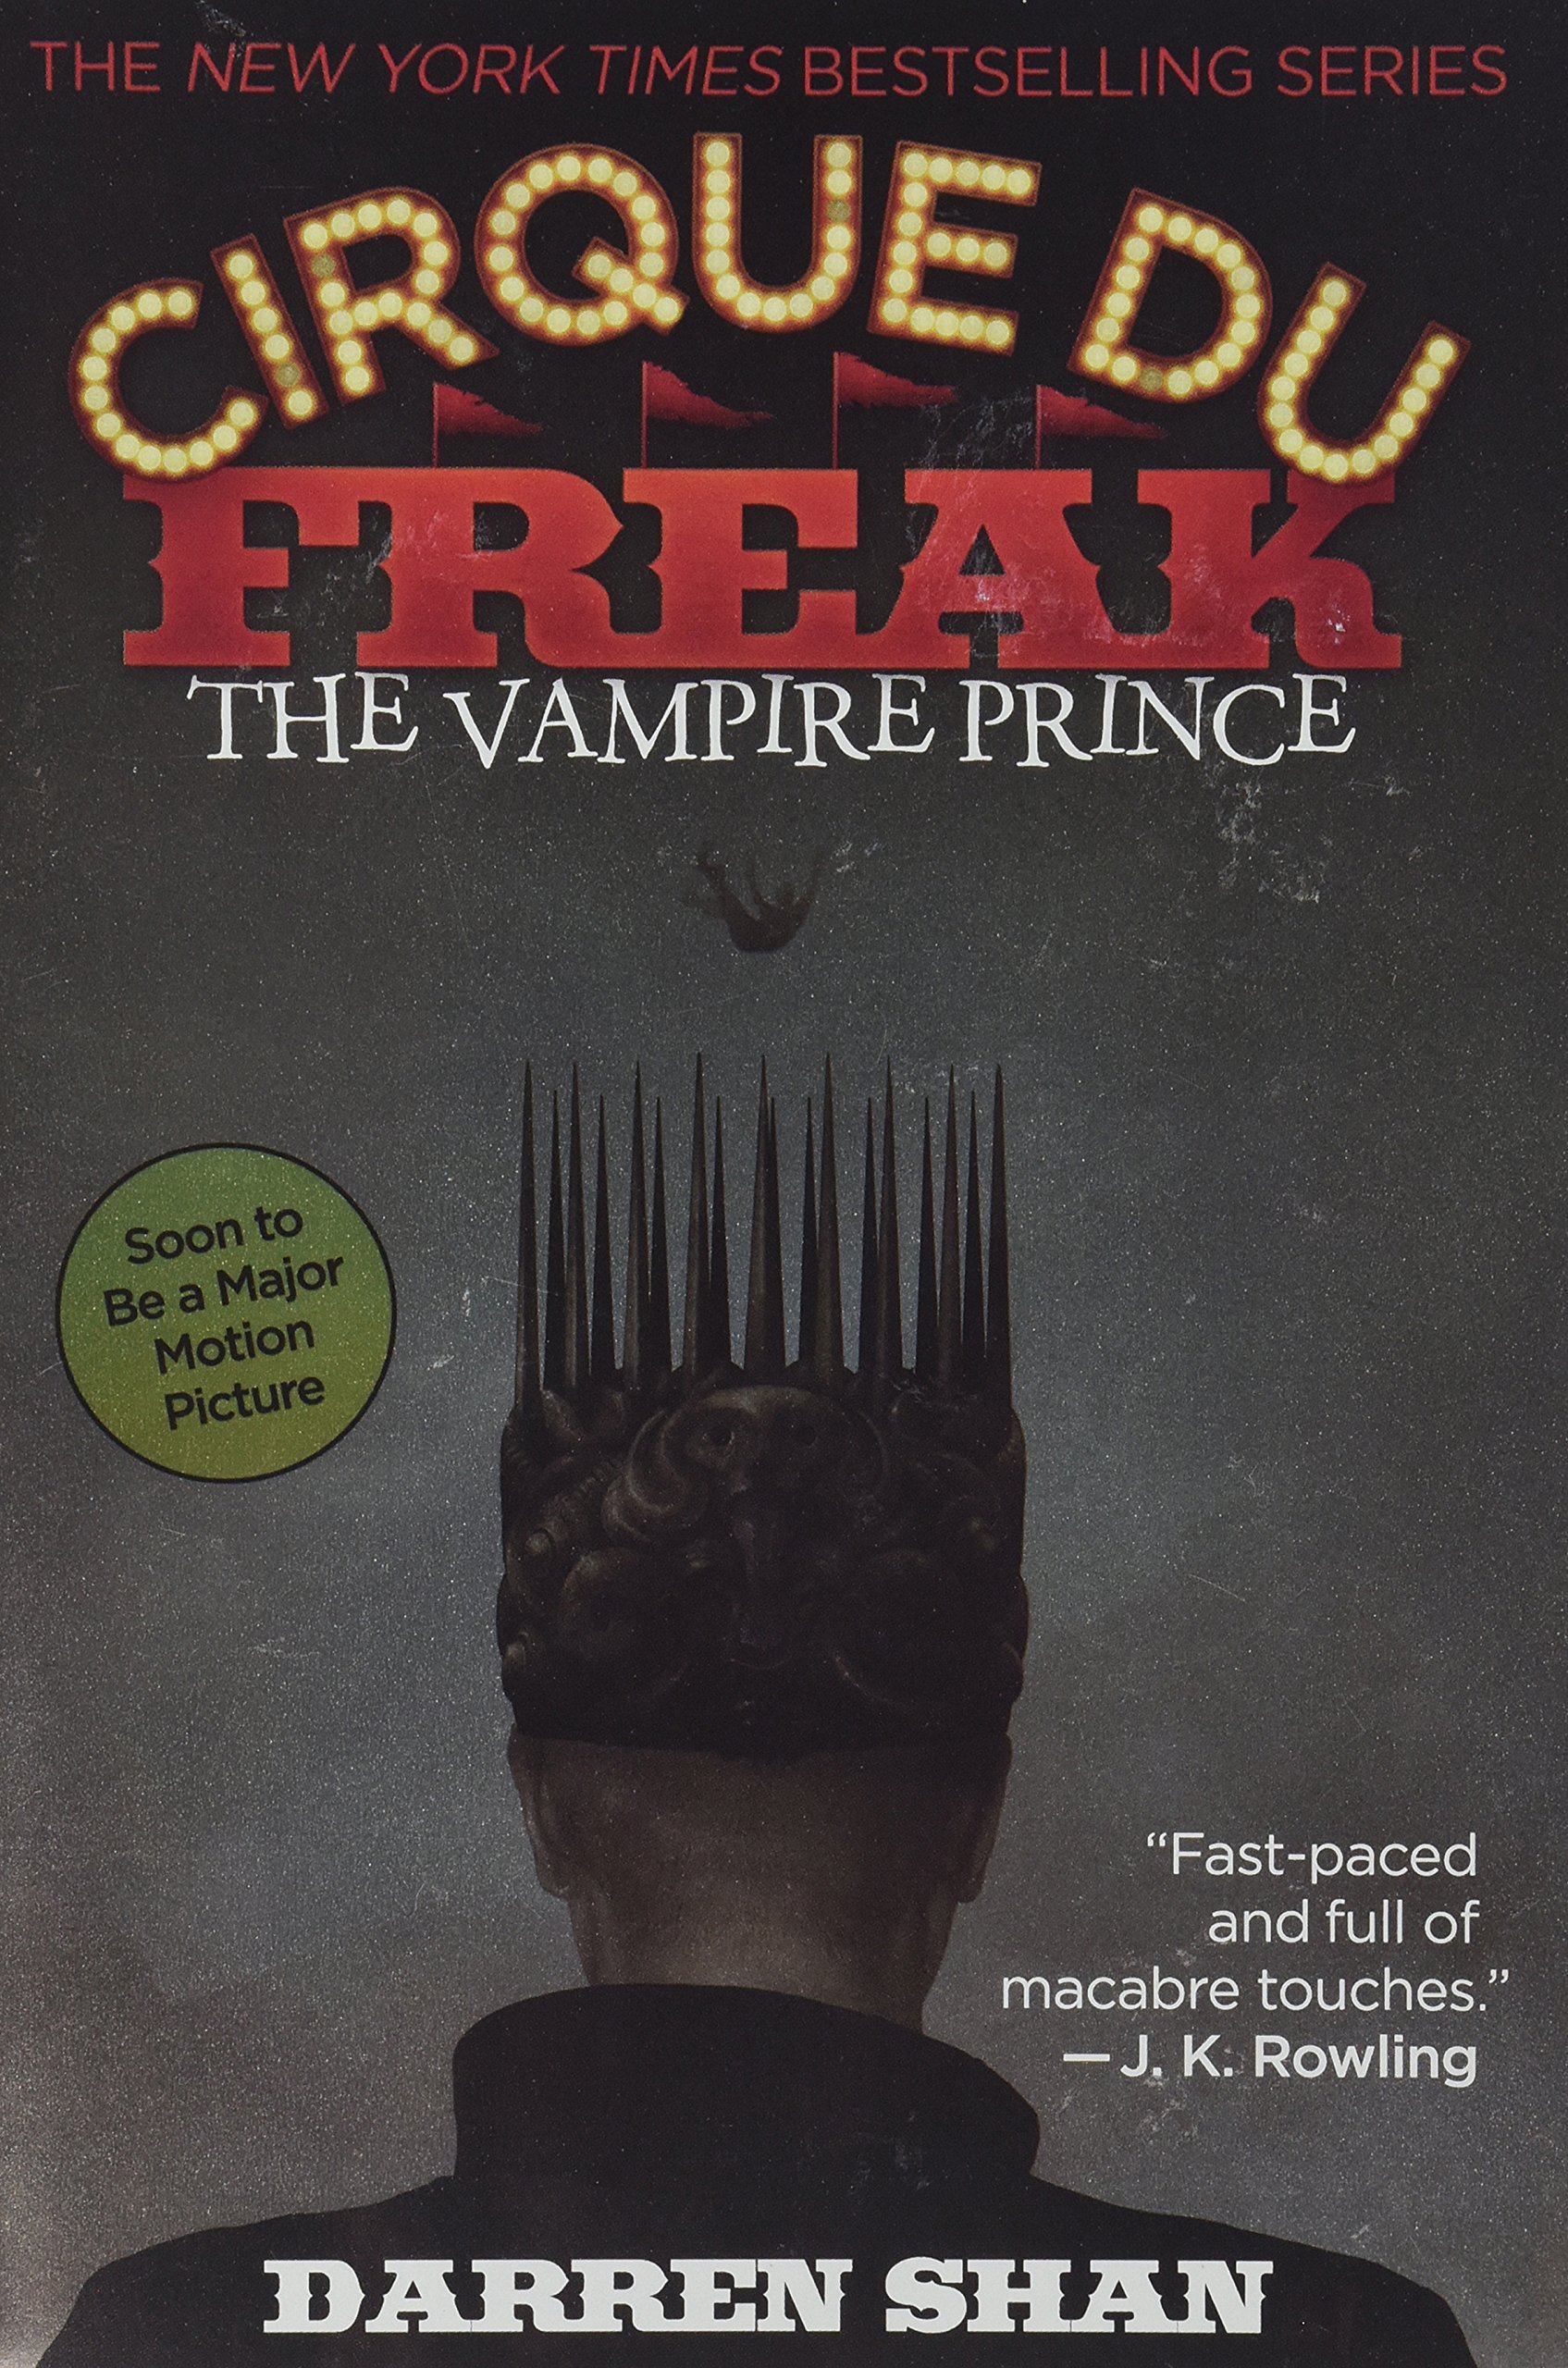 THE NEW YORK TIMES BESTSELLING SERIES
CIRQUE DU
FREAK
THE VAMPIRE PRINCE
Soon to
Be a Major
Motion
Picture
“Fast-paced
and full of
macabre touches.”
— J. K. Rowling
DARREN SHAN